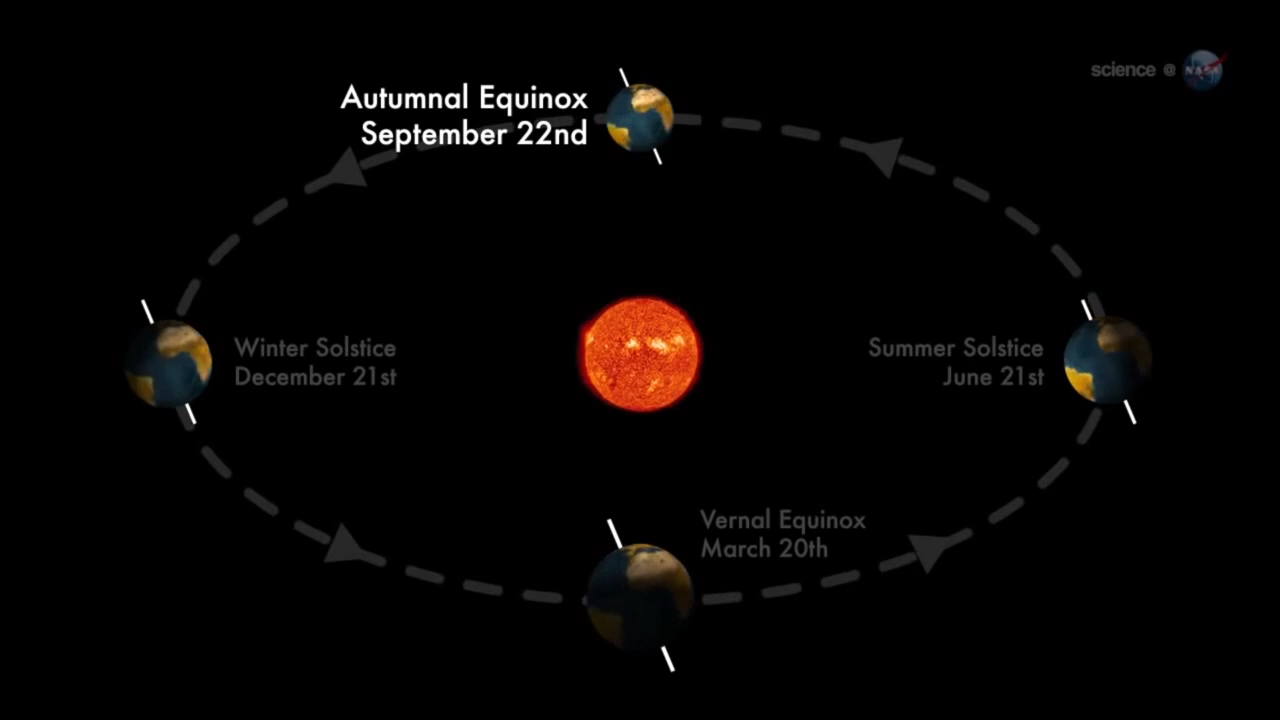 science @ NASA
Autumnal Equinox
September 22nd
Winter Solstice
December 21st
Summer Solstice
June 21st
Vernal Equinox
March 20th